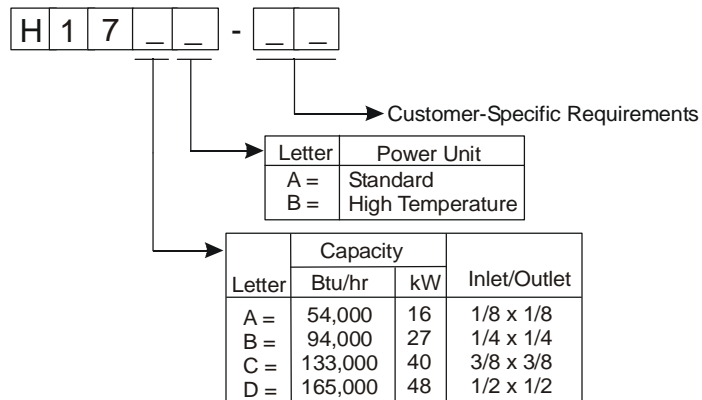 H 1 7 _ _ - _ _
Customer-Specific Requirements
Letter Power Unit
A = Standard
B = High Temperature
Capacity
Letter Btu/hr kW Inlet/Outlet
A = 54,000 16 1/8 x 1/8
B = 94,000 27 1/4 x 1/4
C = 133,000 40 3/8 x 3/8
D = 165,000 48 1/2 x 1/2